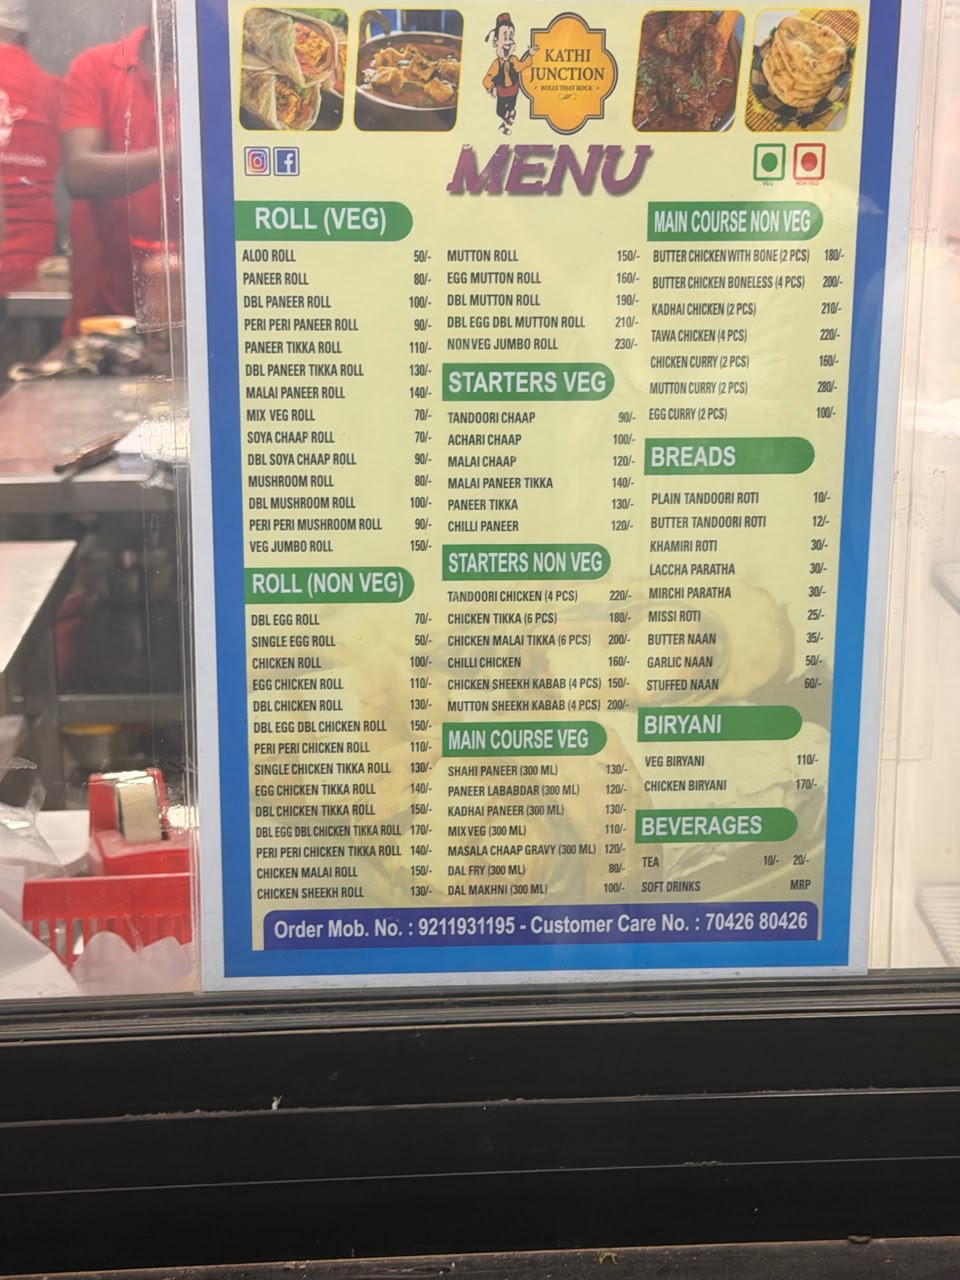 KATHI
JUNCTION
ROLLS THAT ROCK
MENU
VEG
NON VEG
ROLL (VEG)
ALOO ROLL 50/-
PANEER ROLL 80/-
DBL PANEER ROLL 100/-
PERI PERI PANEER ROLL 90/-
PANEER TIKKA ROLL 110/-
DBL PANEER TIKKA ROLL 130/-
MALAI PANEER ROLL 140/-
MIX VEG ROLL 70/-
SOYA CHAAP ROLL 70/-
DBL SOYA CHAAP ROLL 90/-
MUSHROOM ROLL 80/-
DBL MUSHROOM ROLL 100/-
PERI PERI MUSHROOM ROLL 90/-
VEG JUMBO ROLL 150/-
ROLL (NON VEG)
DBL EGG ROLL 70/-
SINGLE EGG ROLL 50/-
CHICKEN ROLL 100/-
EGG CHICKEN ROLL 110/-
DBL CHICKEN ROLL 130/-
DBL EGG DBL CHICKEN ROLL 150/-
PERI PERI CHICKEN ROLL 110/-
SINGLE CHICKEN TIKKA ROLL 130/-
EGG CHICKEN TIKKA ROLL 140/-
DBL CHICKEN TIKKA ROLL 150/-
DBL EGG DBL CHICKEN TIKKA ROLL 170/-
PERI PERI CHICKEN TIKKA ROLL 140/-
CHICKEN MALAI ROLL 150/-
CHICKEN SHEEKH ROLL 130/-
MUTTON ROLL 150/-
EGG MUTTON ROLL 160/-
DBL MUTTON ROLL 190/-
DBL EGG DBL MUTTON ROLL 210/-
NON VEG JUMBO ROLL 230/-
STARTERS VEG
TANDOORI CHAAP 90/-
ACHARI CHAAP 100/-
MALAI CHAAP 120/-
MALAI PANEER TIKKA 140/-
PANEER TIKKA 130/-
CHILLI PANEER 120/-
STARTERS NON VEG
TANDOORI CHICKEN (4 PCS) 220/-
CHICKEN TIKKA (6 PCS) 180/-
CHICKEN MALAI TIKKA (6 PCS) 200/-
CHILLI CHICKEN 160/-
CHICKEN SHEEKH KABAB (4 PCS) 150/-
MUTTON SHEEKH KABAB (4 PCS) 200/-
MAIN COURSE VEG
SHAHI PANEER (300 ML) 130/-
PANEER LABABDAR (300 ML) 120/-
KADHAI PANEER (300 ML) 130/-
MIX VEG (300 ML) 110/-
MASALA CHAAP GRAVY (300 ML) 120/-
DAL FRY (300 ML) 80/-
DAL MAKHNI (300 ML) 100/-
MAIN COURSE NON VEG
BUTTER CHICKEN WITH BONE (2 PCS) 180/-
BUTTER CHICKEN BONELESS (4 PCS) 200/-
KADHAI CHICKEN (2 PCS) 210/-
TAWA CHICKEN (4 PCS) 220/-
CHICKEN CURRY (2 PCS) 160/-
MUTTON CURRY (2 PCS) 280/-
EGG CURRY (2 PCS) 100/-
BREADS
PLAIN TANDOORI ROTI 10/-
BUTTER TANDOORI ROTI 12/-
KHAMIRI ROTI 30/-
LACCHA PARATHA 30/-
MIRCHI PARATHA 30/-
MISSI ROTI 25/-
BUTTER NAAN 35/-
GARLIC NAAN 50/-
STUFFED NAAN 60/-
BIRYANI
VEG BIRYANI 110/-
CHICKEN BIRYANI 170/-
BEVERAGES
TEA 10/- 20/-
SOFT DRINKS MRP
Order Mob. No. : 9211931195 - Customer Care No. : 70426 80426